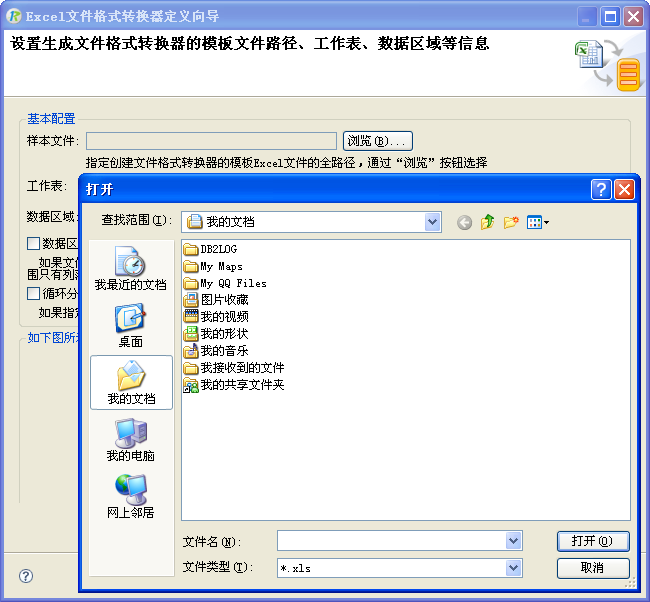 Excel文件格式转换器定义向导
设置生成文件格式转换器的模板文件路径、工作表、数据区域等信息
基本配置
样本文件:
浏览(B)...
指定创建文件格式转换器的模板Excel文件的全路径，通过“浏览”按钮选择
工作表:
数据区域:
数据区
如果文件
围只有列
循环分
如果指定
如下图所示
打开
查找范围(I):
我的文档
我最近的文档
桌面
我的文档
我的电脑
网上邻居
DB2LOG
My Maps
My QQ Files
图片收藏
我的视频
我的形状
我的音乐
我接收到的文件
我的共享文件夹
文件名(N):
打开(O)
文件类型(T):
*.xls
取消